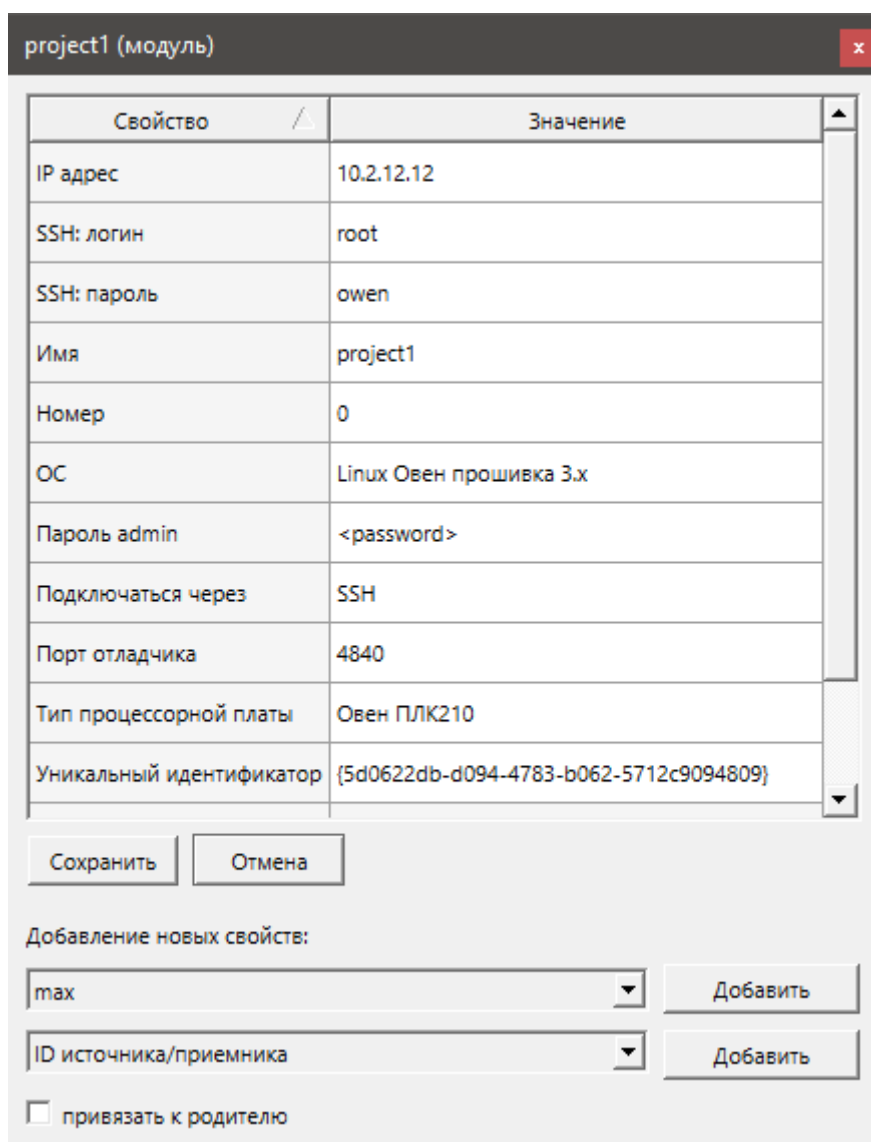 project1 (модуль)
x
Свойство Значение
IP адрес 10.2.12.12
SSH: логин root
SSH: пароль owen
Имя project1
Номер 0
ОС Linux Овен прошивка 3.x
Пароль admin <password>
Подключаться через SSH
Порт отладчика 4840
Тип процессорной платы Овен ПЛК210
Уникальный идентификатор {5d0622db-d094-4783-b062-5712c9094809}
Сохранить Отмена
Добавление новых свойств:
max Добавить
ID источника/приемника Добавить
привязать к родителю